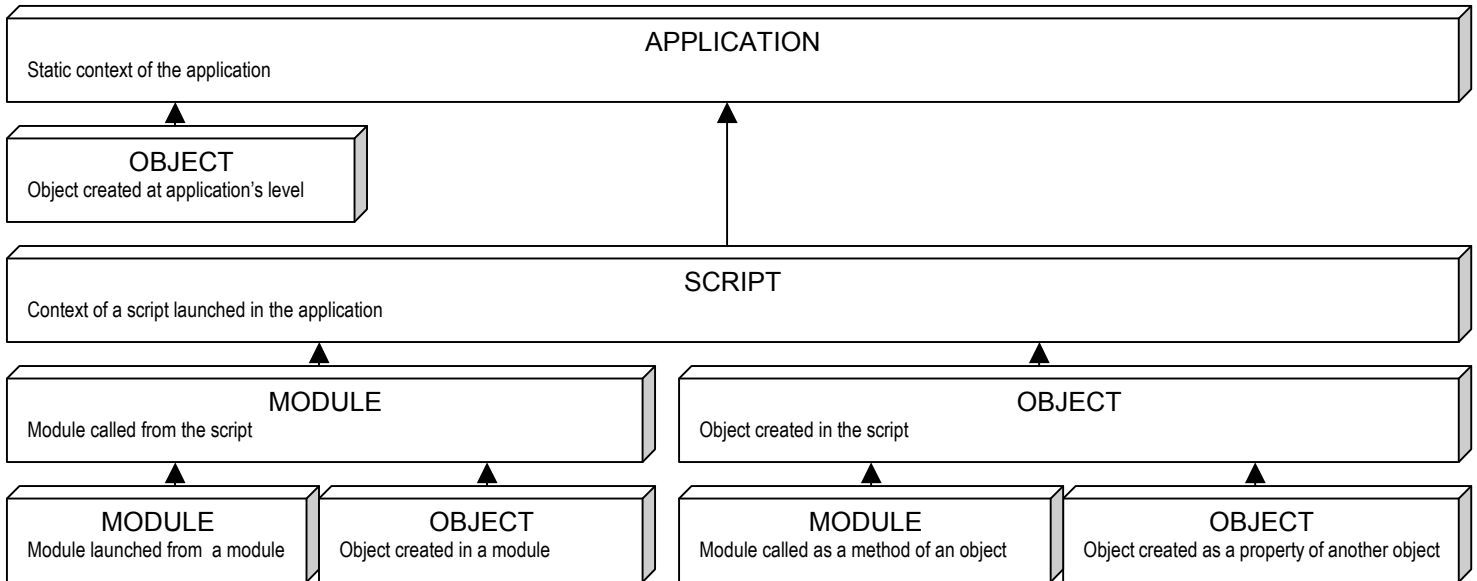 APPLICATION
Static context of the application
OBJECT
Object created at application's level
SCRIPT
Context of a script launched in the application
MODULE
Module called from the script
OBJECT
Object created in the script
MODULE
Module launched from a module
OBJECT
Object created in a module
MODULE
Module called as a method of an object
OBJECT
Object created as a property of another object